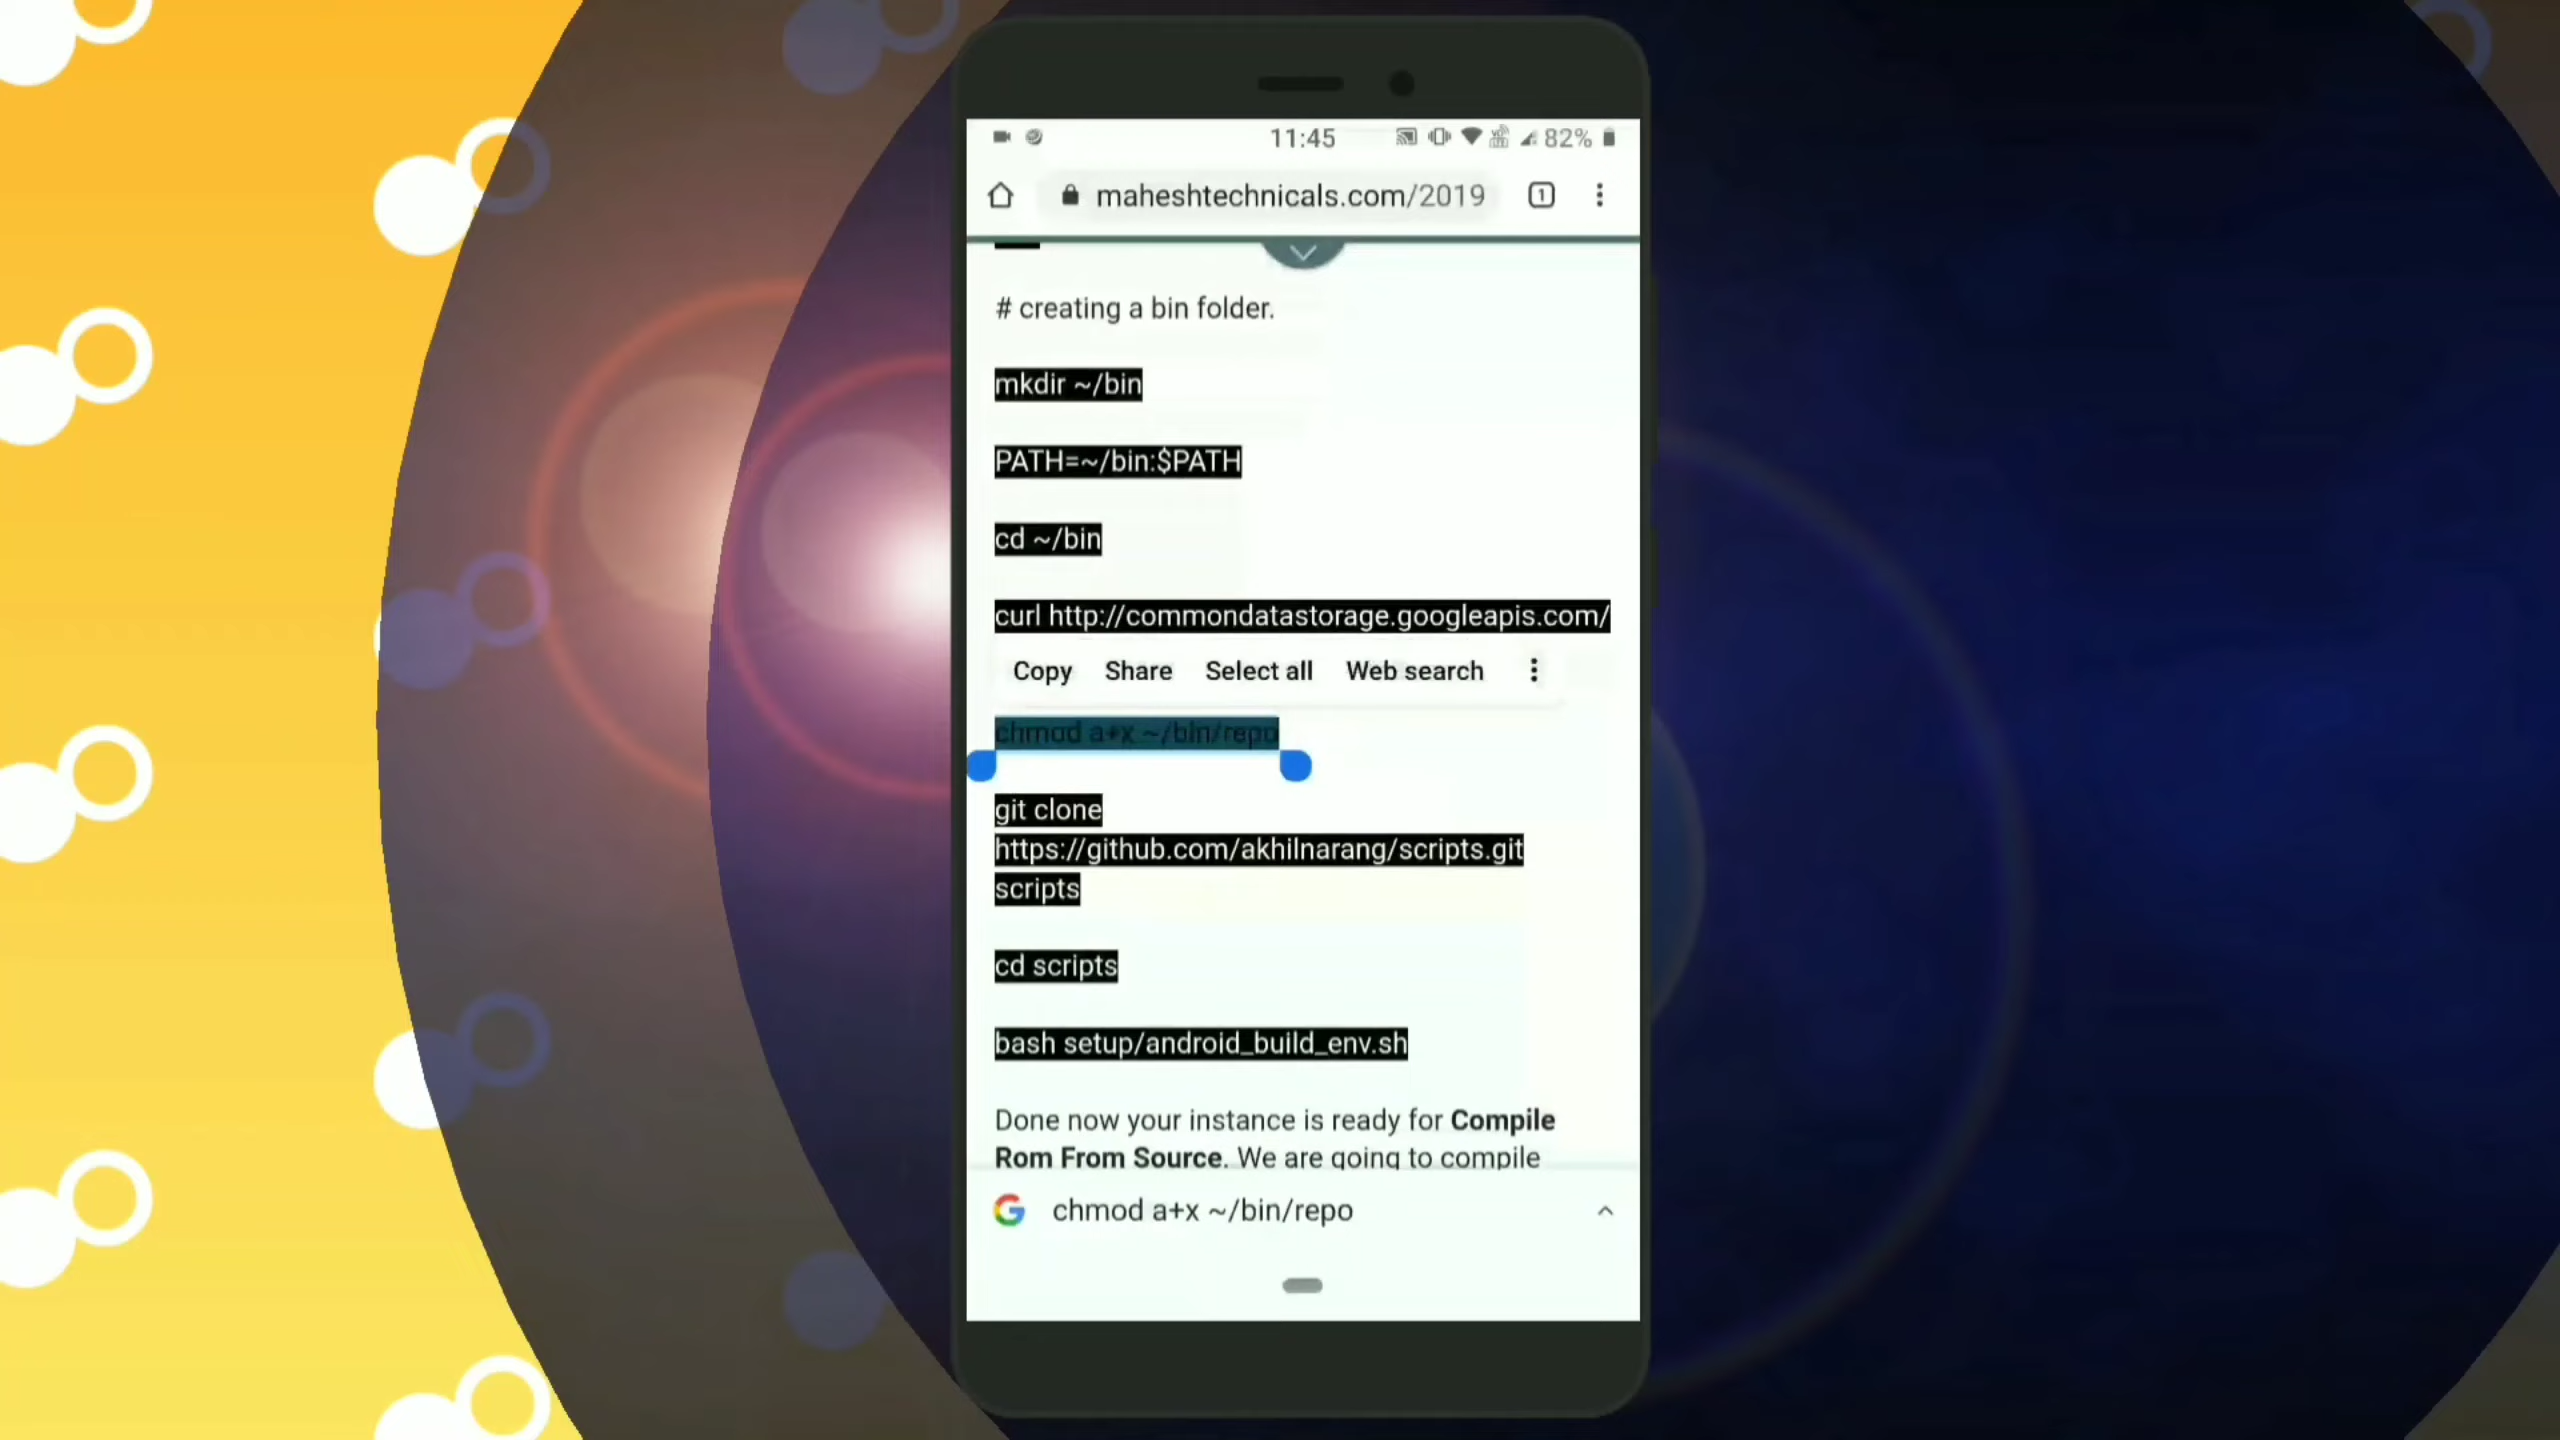 11:45
82%
maheshtechnicals.com/2019
1
# creating a bin folder.
mkdir ~/bin
PATH=~/bin:$PATH
cd ~/bin
curl http://commondatastorage.googleapis.com/
Copy Share Select all Web search
chmod a+x ~/bin/repo
git clone
https://github.com/akhilnarang/scripts.git
scripts
cd scripts
bash setup/android_build_env.sh
Done now your instance is ready for Compile
Rom From Source. We are going to compile
chmod a+x ~/bin/repo